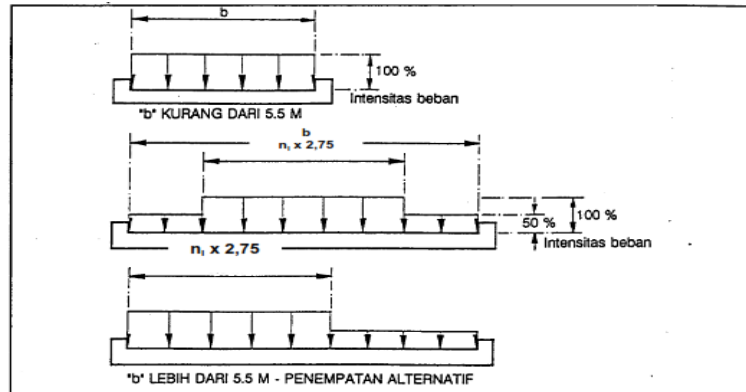 b
100 %
Intensitas beban
"b" KURANG DARI 5.5 M
b
n₁ x 2,75
50 %
100 %
Intensitas beban
n₁ x 2,75
"b" LEBIH DARI 5.5 M - PENEMPATAN ALTERNATIF